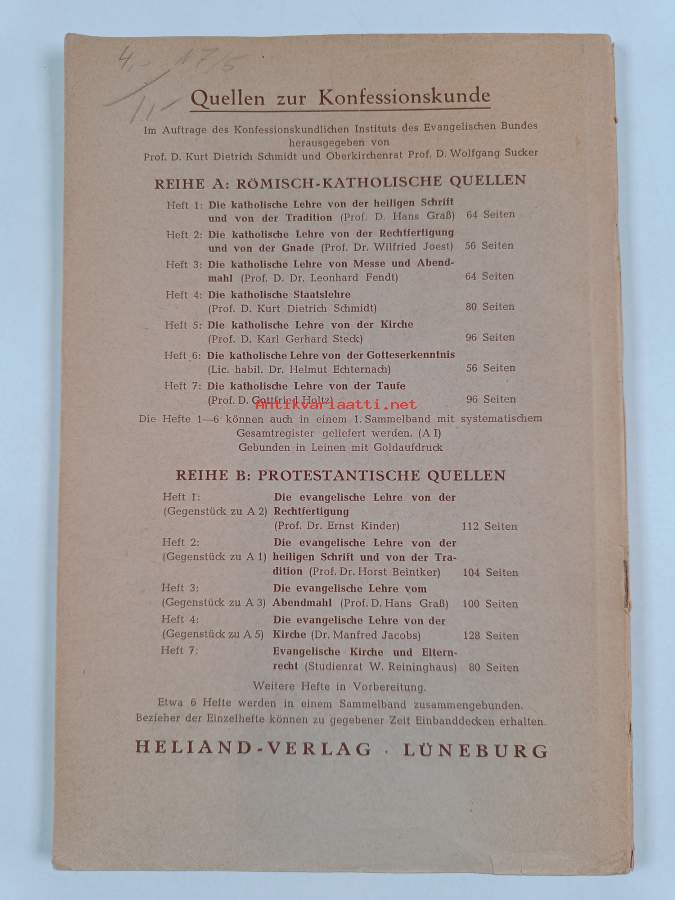 4,- 17/5
11,-
Quellen zur Konfessionskunde
Im Auftrage des Konfessionskundlichen Instituts des Evangelischen Bundes
herausgegeben von
Prof. D. Kurt Dietrich Schmidt und Oberkirchenrat Prof. D. Wolfgang Sucker
REIHE A: RÖMISCH-KATHOLISCHE QUELLEN
Heft 1: Die katholische Lehre von der heiligen Schrift
und von der Tradition (Prof. D. Hans Graß) 64 Seiten
Heft 2: Die katholische Lehre von der Rechtfertigung
und von der Gnade (Prof. Dr. Wilfried Joest) 56 Seiten
Heft 3: Die katholische Lehre von Messe und Abend-
mahl (Prof. D. Dr. Leonhard Fendt) 64 Seiten
Heft 4: Die katholische Staatslehre
(Prof. D. Kurt Dietrich Schmidt) 80 Seiten
Heft 5: Die katholische Lehre von der Kirche
(Prof. D. Karl Gerhard Steck) 96 Seiten
Heft 6: Die katholische Lehre von der Gotteserkenntnis
(Lic. habil. Dr. Helmut Echternach) 56 Seiten
Heft 7: Die katholische Lehre von der Taufe
(Prof. D. Gottfried Holtz) 96 Seiten
Antikvariaatti.net
Die Hefte 1—6 können auch in einem 1. Sammelband mit systematischem
Gesamtregister geliefert werden. (A I)
Gebunden in Leinen mit Goldaufdruck
REIHE B: PROTESTANTISCHE QUELLEN
Heft 1: Die evangelische Lehre von der
(Gegenstück zu A 2) Rechtfertigung
(Prof. Dr. Ernst Kinder) 112 Seiten
Heft 2: Die evangelische Lehre von der
(Gegenstück zu A 1) heiligen Schrift und von der Tra-
dition (Prof. Dr. Horst Beintker) 104 Seiten
Heft 3: Die evangelische Lehre vom
(Gegenstück zu A 3) Abendmahl (Prof. D. Hans Graß) 100 Seiten
Heft 4: Die evangelische Lehre von der
(Gegenstück zu A 5) Kirche (Dr. Manfred Jacobs) 128 Seiten
Heft 7: Evangelische Kirche und Eltern-
recht (Studienrat W. Reininghaus) 80 Seiten
Weitere Hefte in Vorbereitung.
Etwa 6 Hefte werden in einem Sammelband zusammengebunden.
Bezieher der Einzelhefte können zu gegebener Zeit Einbanddecken erhalten.
HELIAND-VERLAG · LÜNEBURG